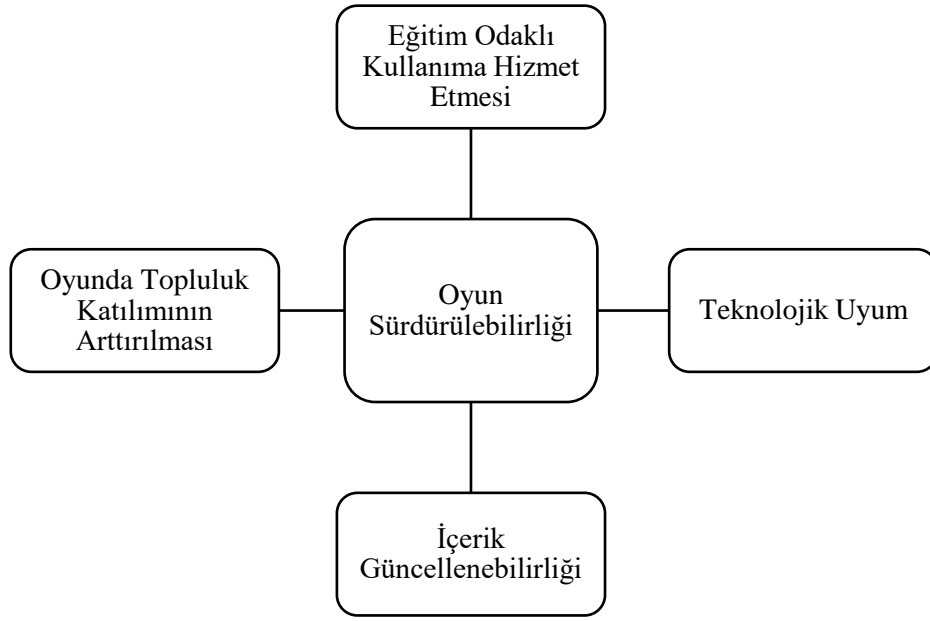 Eğitim Odaklı
Kullanıma Hizmet
Etmesi
Oyunda Topluluk
Katılımının
Arttırılması
Oyun
Sürdürülebilirliği
Teknolojik Uyum
İçerik
Güncellenebilirliği